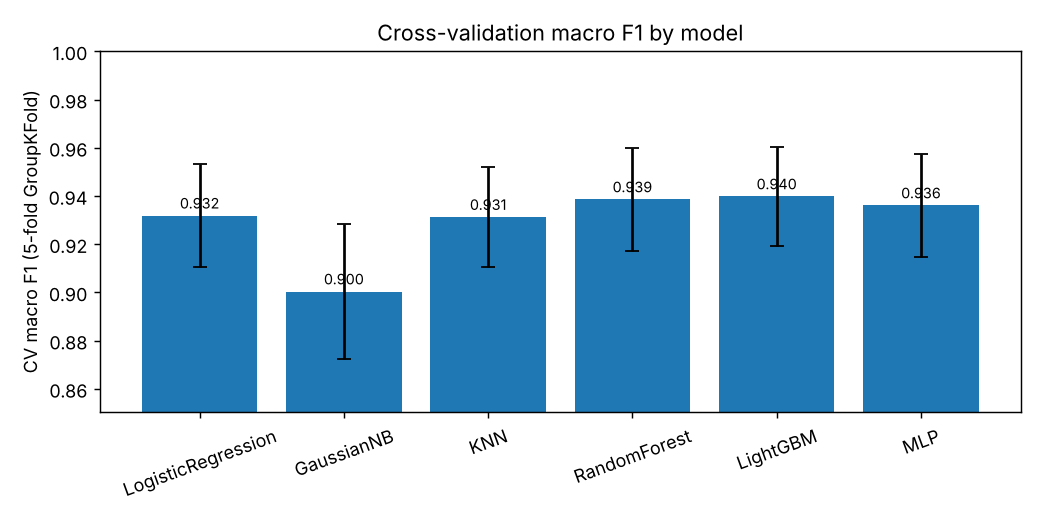 Cross-validation macro F1 by model
CV macro F1 (5-fold GroupKFold)
1.00
0.98
0.96
0.94
0.92
0.90
0.88
0.86
0.932
0.900
0.931
0.939
0.940
0.936
LogisticRegression
GaussianNB
KNN
RandomForest
LightGBM
MLP